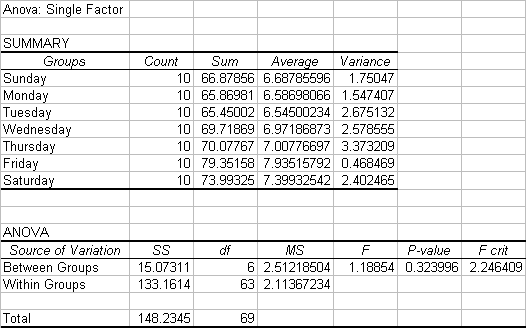 Anova: Single Factor
SUMMARY
Groups Count Sum Average Variance
Sunday 10 66.87856 6.68785596 1.75047
Monday 10 65.86981 6.58698066 1.547407
Tuesday 10 65.45002 6.54500234 2.675132
Wednesday 10 69.71869 6.97186873 2.578555
Thursday 10 70.07767 7.00776697 3.373209
Friday 10 79.35158 7.93515792 0.468469
Saturday 10 73.99325 7.39932542 2.402465
ANOVA
Source of Variation SS df MS F P-value F crit
Between Groups 15.07311 6 2.51218504 1.18854 0.323996 2.246409
Within Groups 133.1614 63 2.11367234
Total 148.2345 69